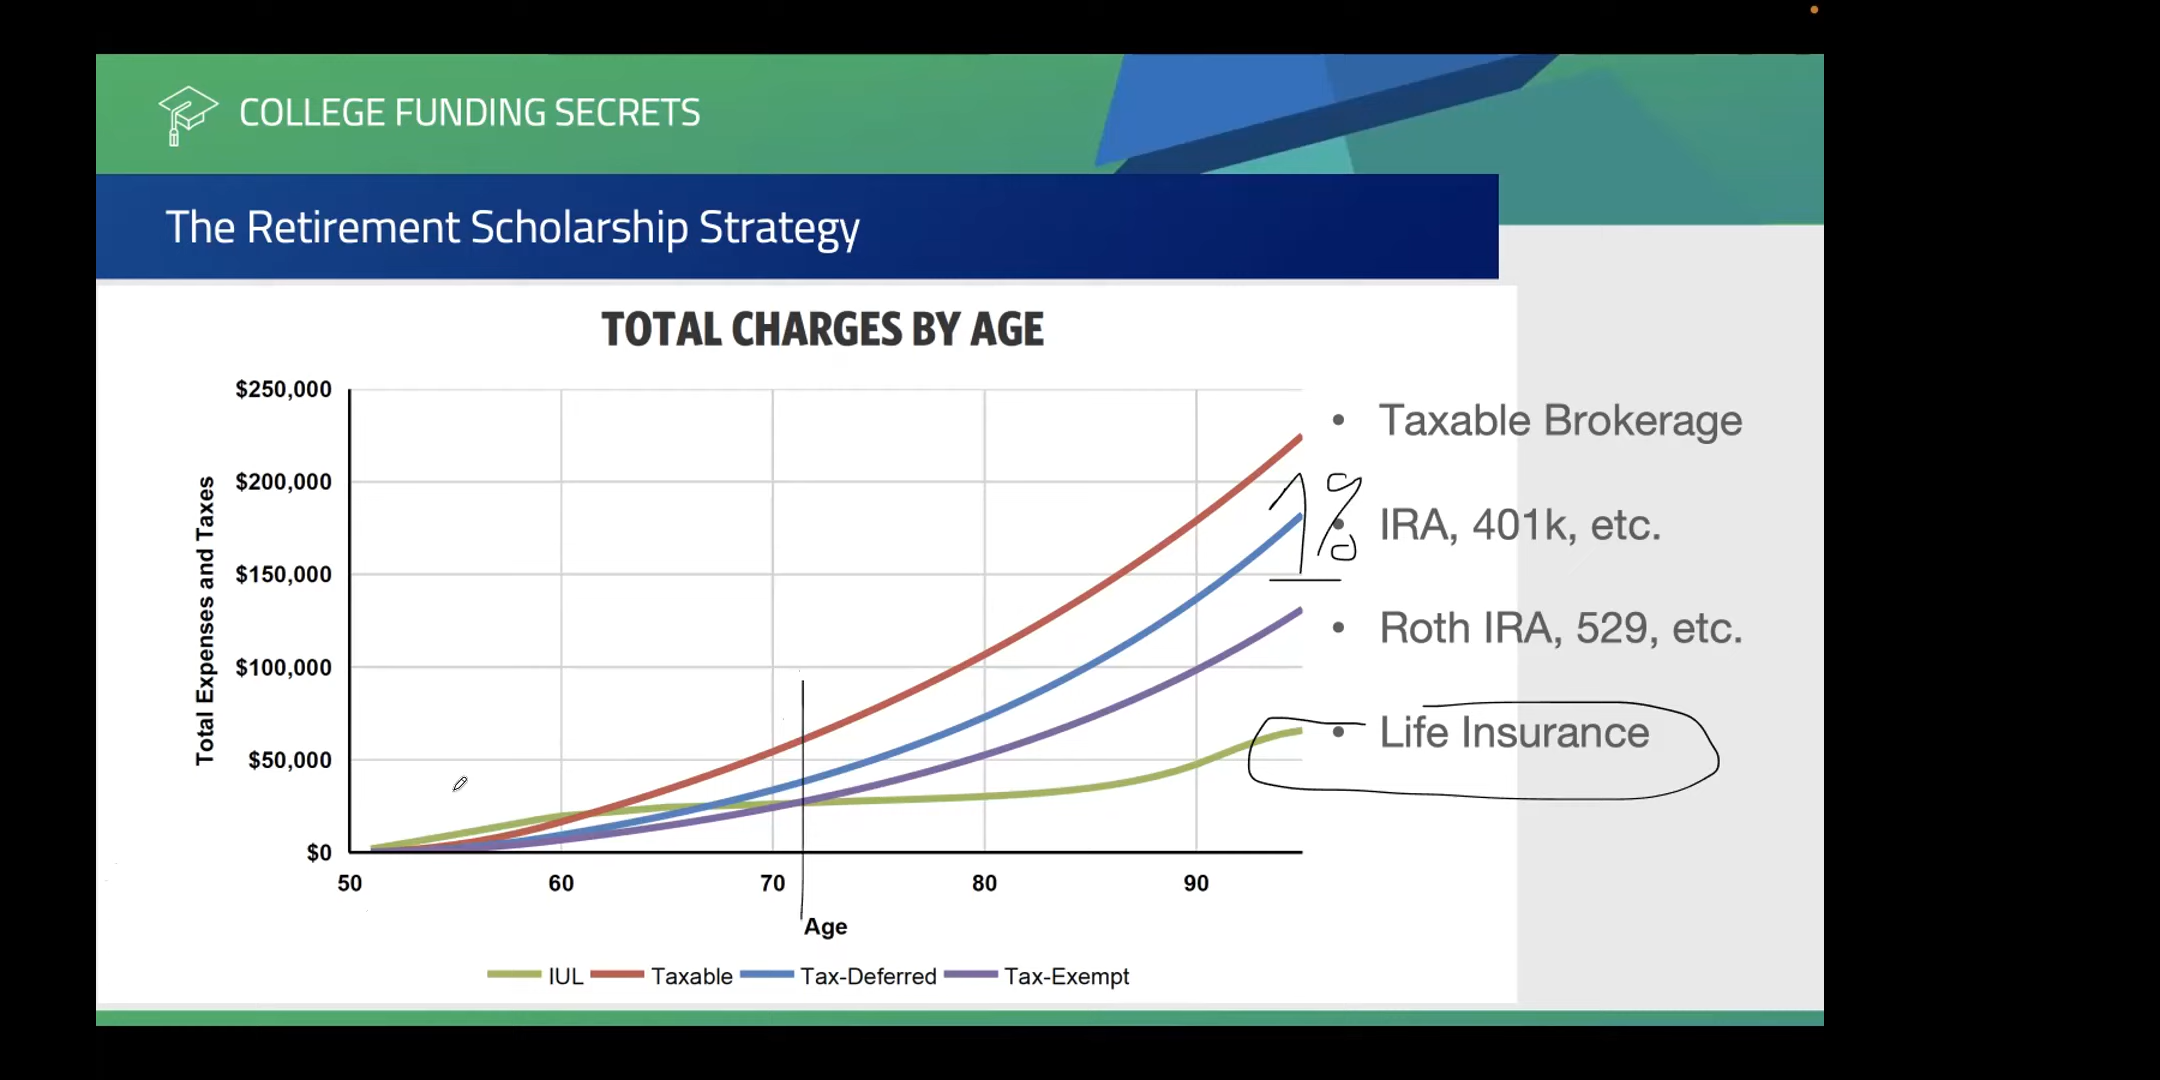 COLLEGE FUNDING SECRETS
The Retirement Scholarship Strategy
TOTAL CHARGES BY AGE
Total Expenses and Taxes
$250,000
$200,000
$150,000
$100,000
$50,000
$0
50 60 70 80 90
Age
IUL Taxable Tax-Deferred Tax-Exempt
• Taxable Brokerage
1%
• IRA, 401k, etc.
• Roth IRA, 529, etc.
• Life Insurance